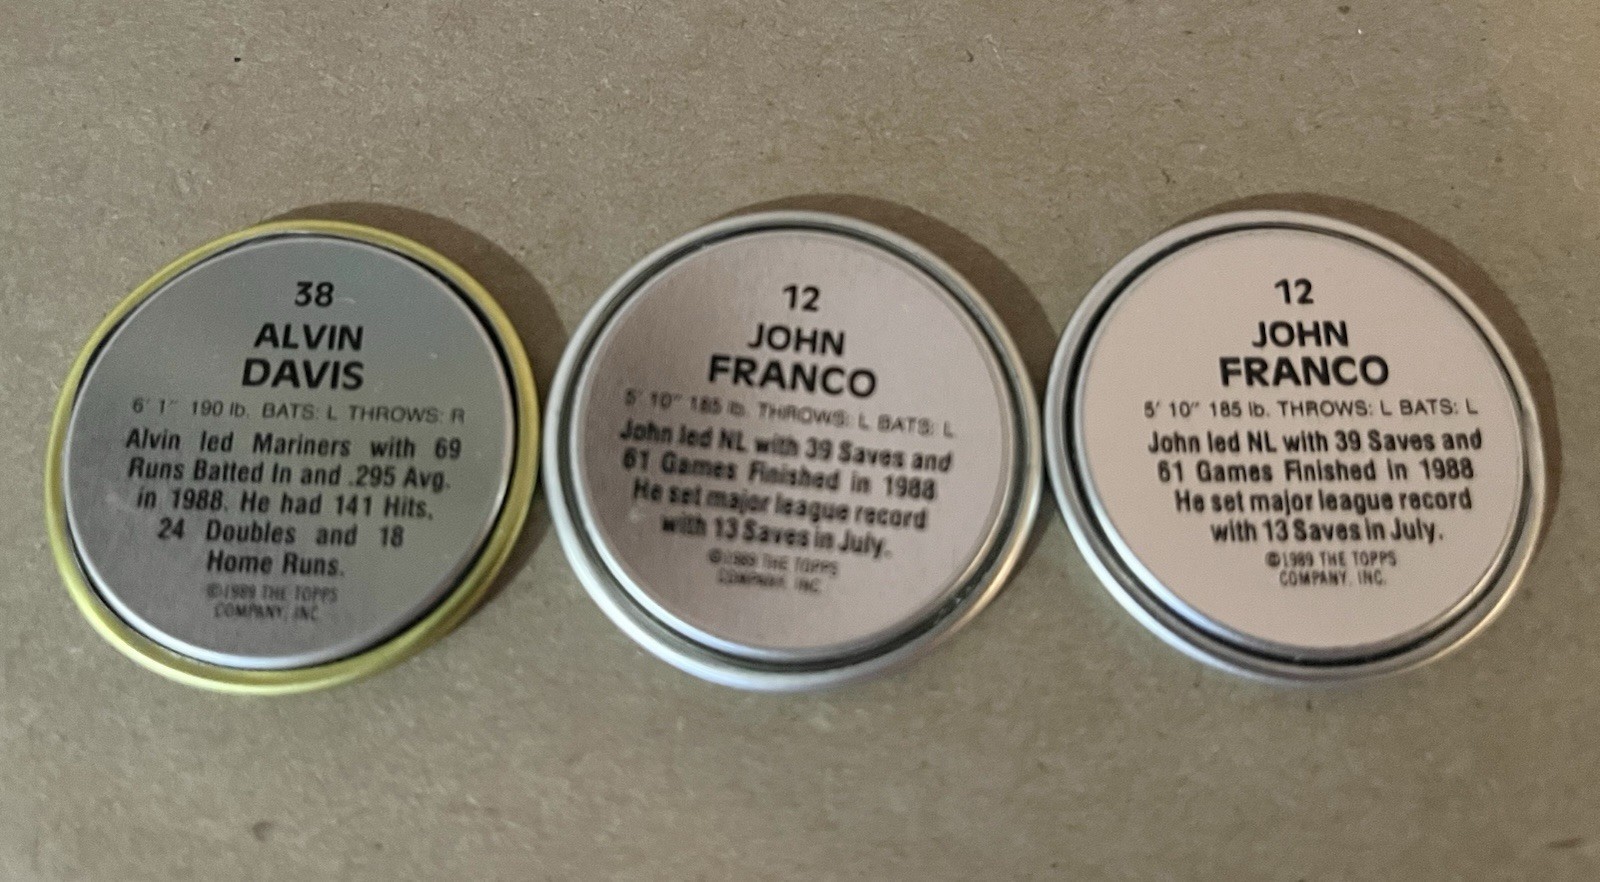 38
ALVIN
DAVIS
6' 1" 190 lb. BATS: L THROWS: R
Alvin led Mariners with 69
Runs Batted In and .295 Avg.
in 1988. He had 141 Hits,
24 Doubles and 18
Home Runs.
©1989 THE TOPPS
COMPANY, INC.
12
JOHN
FRANCO
5' 10" 185 lb. THROWS: L BATS: L
John led NL with 39 Saves and
61 Games Finished in 1988
He set major league record
with 13 Saves in July.
©1989 THE TOPPS
COMPANY, INC.
12
JOHN
FRANCO
5' 10" 185 lb. THROWS: L BATS: L
John led NL with 39 Saves and
61 Games Finished in 1988
He set major league record
with 13 Saves in July.
©1989 THE TOPPS
COMPANY, INC.